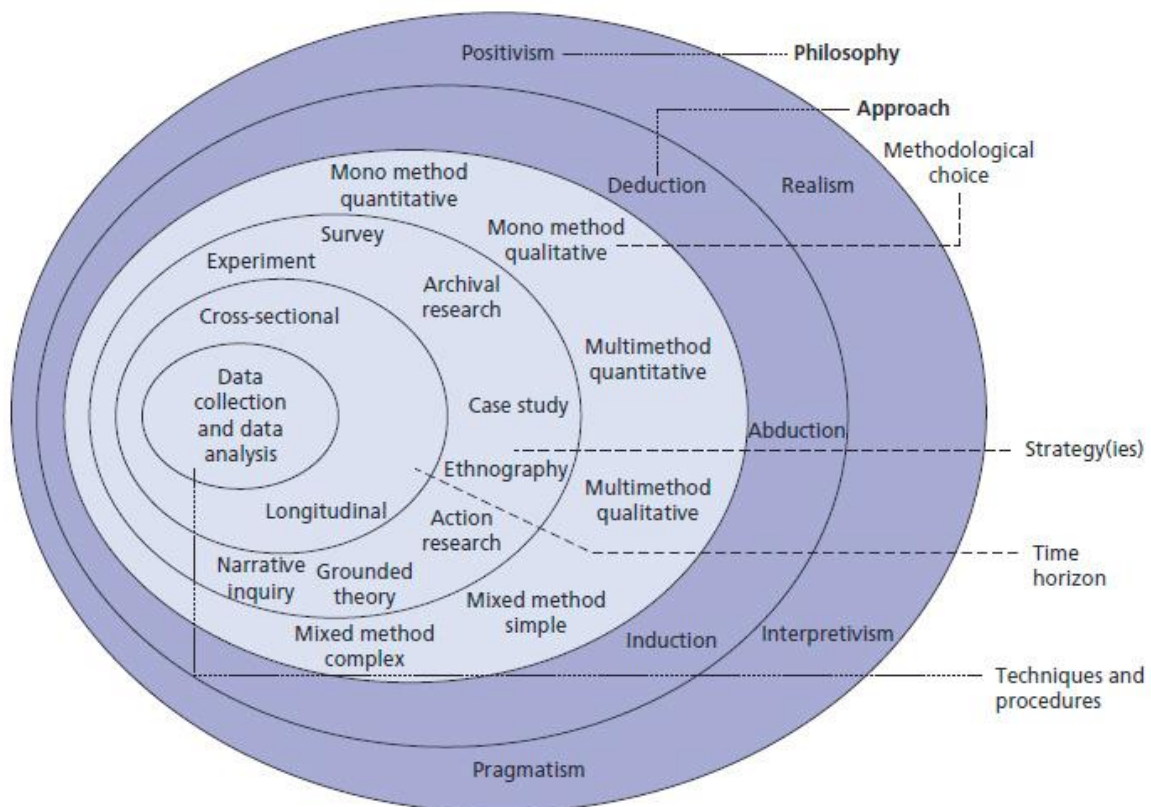 Positivism
Philosophy
Approach
Methodological
choice
Mono method
quantitative
Deduction
Realism
Survey
Mono method
qualitative
Experiment
Archival
research
Cross-sectional
Multimethod
quantitative
Data
collection
and data
analysis
Case study
Abduction
Strategy(ies)
Ethnography
Multimethod
qualitative
Longitudinal
Action
research
Time
horizon
Narrative
inquiry
Grounded
theory
Mixed method
simple
Mixed method
complex
Induction
Interpretivism
Techniques and
procedures
Pragmatism